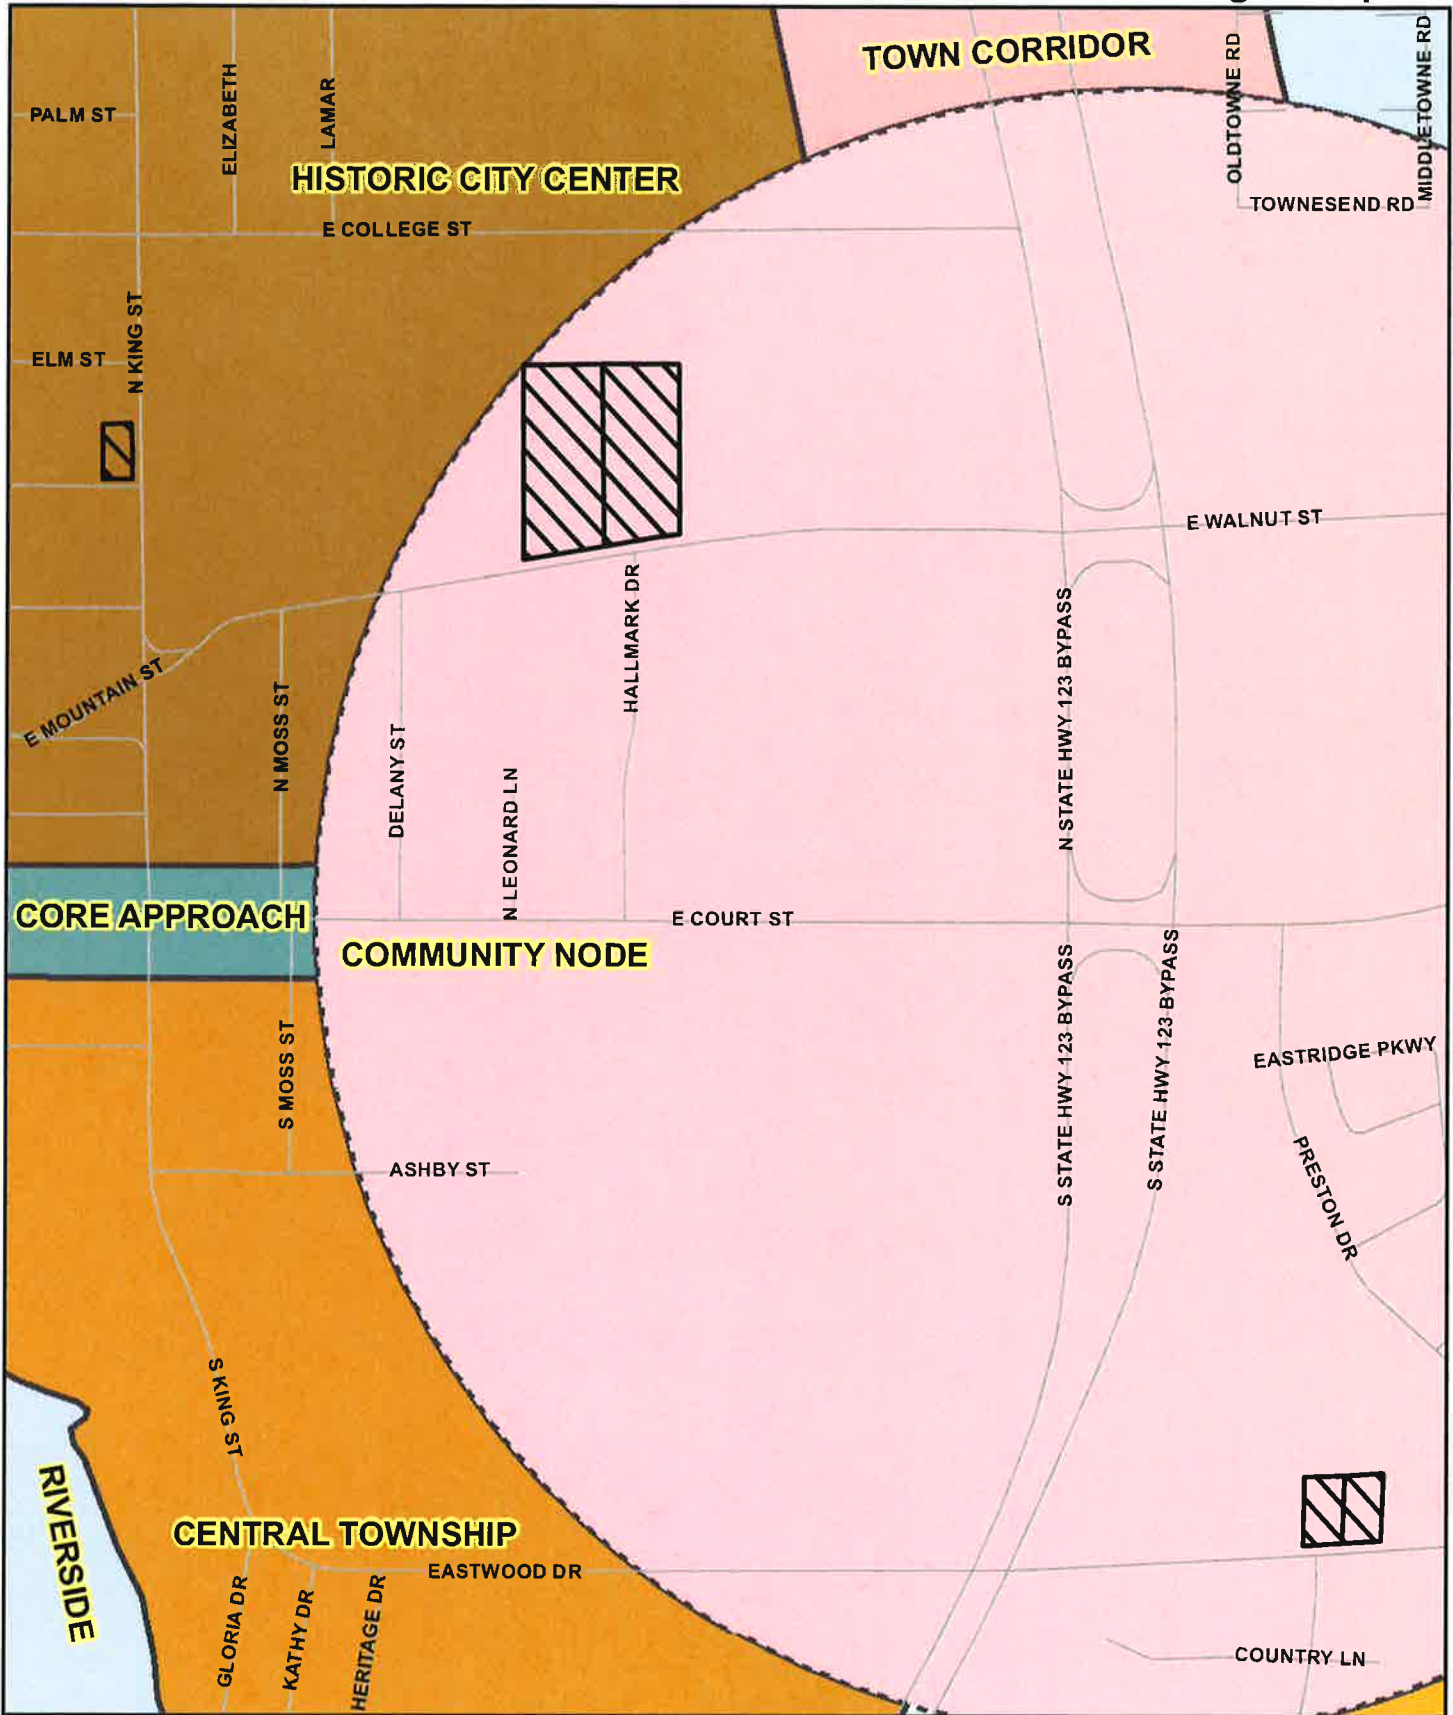 TOWN CORRIDOR
OLDTOWNE RD
MIDDLETOWNE RD
ELIZABETH
LAMAR
PALM ST
HISTORIC CITY CENTER
TOWNESEND RD
E COLLEGE ST
N KING ST
ELM ST
E WALNUT ST
HALLMARK DR
N STATE HWY 123 BYPASS
E MOUNTAIN ST
N MOSS ST
DELANY ST
N LEONARD LN
CORE APPROACH
E COURT ST
COMMUNITY NODE
S STATE HWY 123 BYPASS
S STATE HWY 123 BYPASS
S MOSS ST
EASTRIDGE PKWY
PRESTON DR
ASHBY ST
S KING ST
RIVERSIDE
CENTRAL TOWNSHIP
EASTWOOD DR
GLORIA DR
KATHY DR
HERITAGE DR
COUNTRY LN